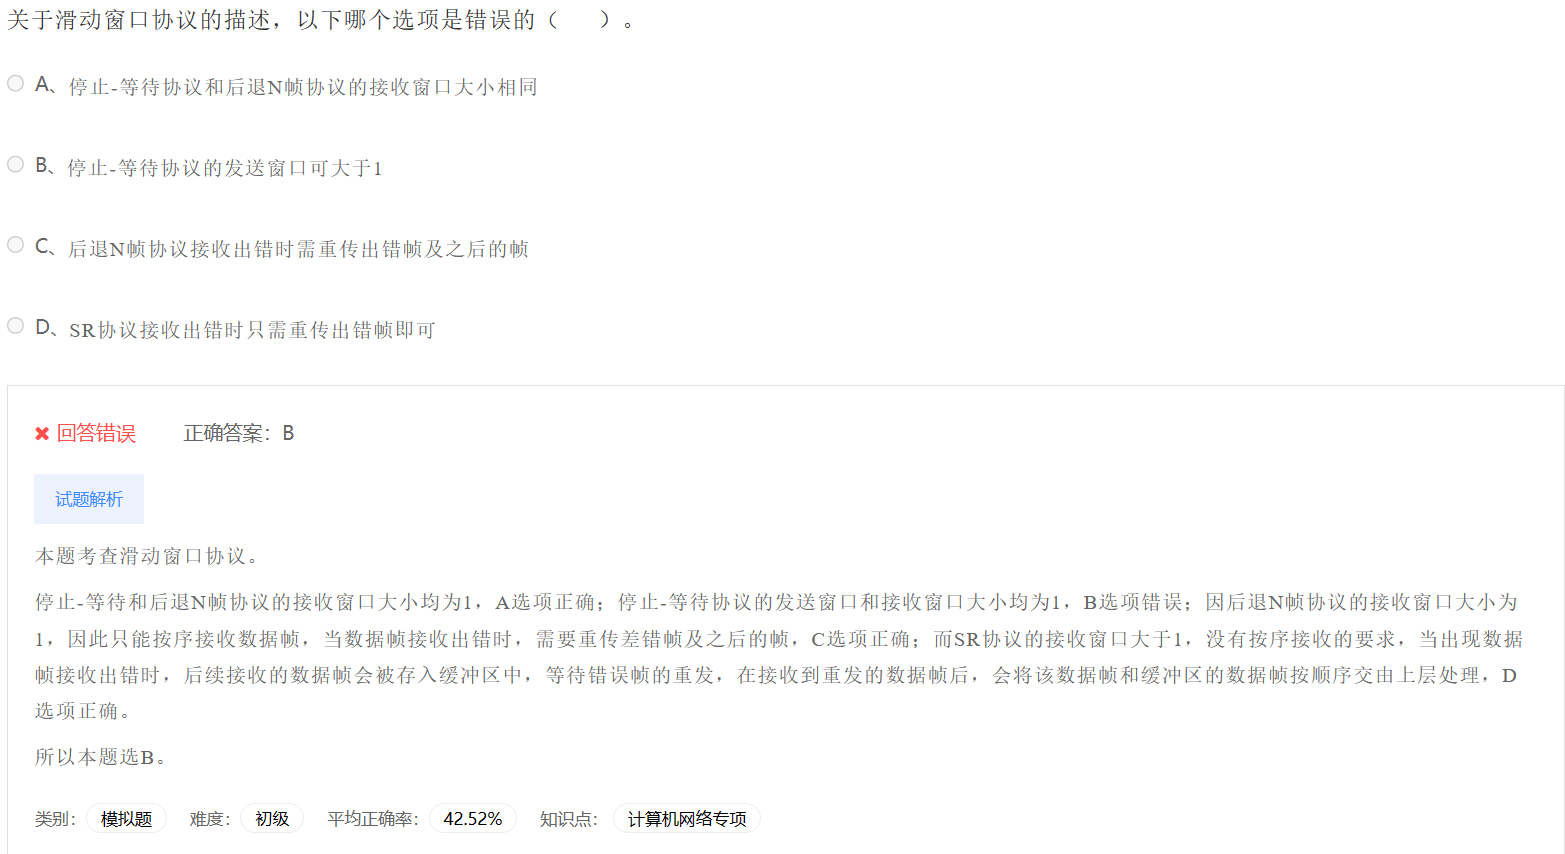 关于滑动窗口协议的描述，以下哪个选项是错误的（　　）。
A、停止-等待协议和后退N帧协议的接收窗口大小相同
B、停止-等待协议的发送窗口可大于1
C、后退N帧协议接收出错时需重传出错帧及之后的帧
D、SR协议接收出错时只需重传出错帧即可
✖ 回答错误　正确答案：B
试题解析
本题考查滑动窗口协议。
停止-等待和后退N帧协议的接收窗口大小均为1，A选项正确；停止-等待协议的发送窗口和接收窗口大小均为1，B选项错误；因后退N帧协议的接收窗口大小为
1，因此只能按序接收数据帧，当数据帧接收出错时，需要重传差错帧及之后的帧，C选项正确；而SR协议的接收窗口大于1，没有按序接收的要求，当出现数据
帧接收出错时，后续接收的数据帧会被存入缓冲区中，等待错误帧的重发，在接收到重发的数据帧后，会将该数据帧和缓冲区的数据帧按顺序交由上层处理，D
选项正确。
所以本题选B。
类别： 模拟题 难度： 初级 平均正确率： 42.52% 知识点： 计算机网络专项